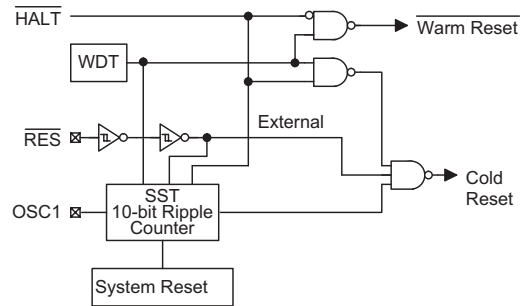 HALT
Warm Reset
WDT
RES
External
SST
10-bit Ripple
Counter
OSC1
Cold
Reset
System Reset